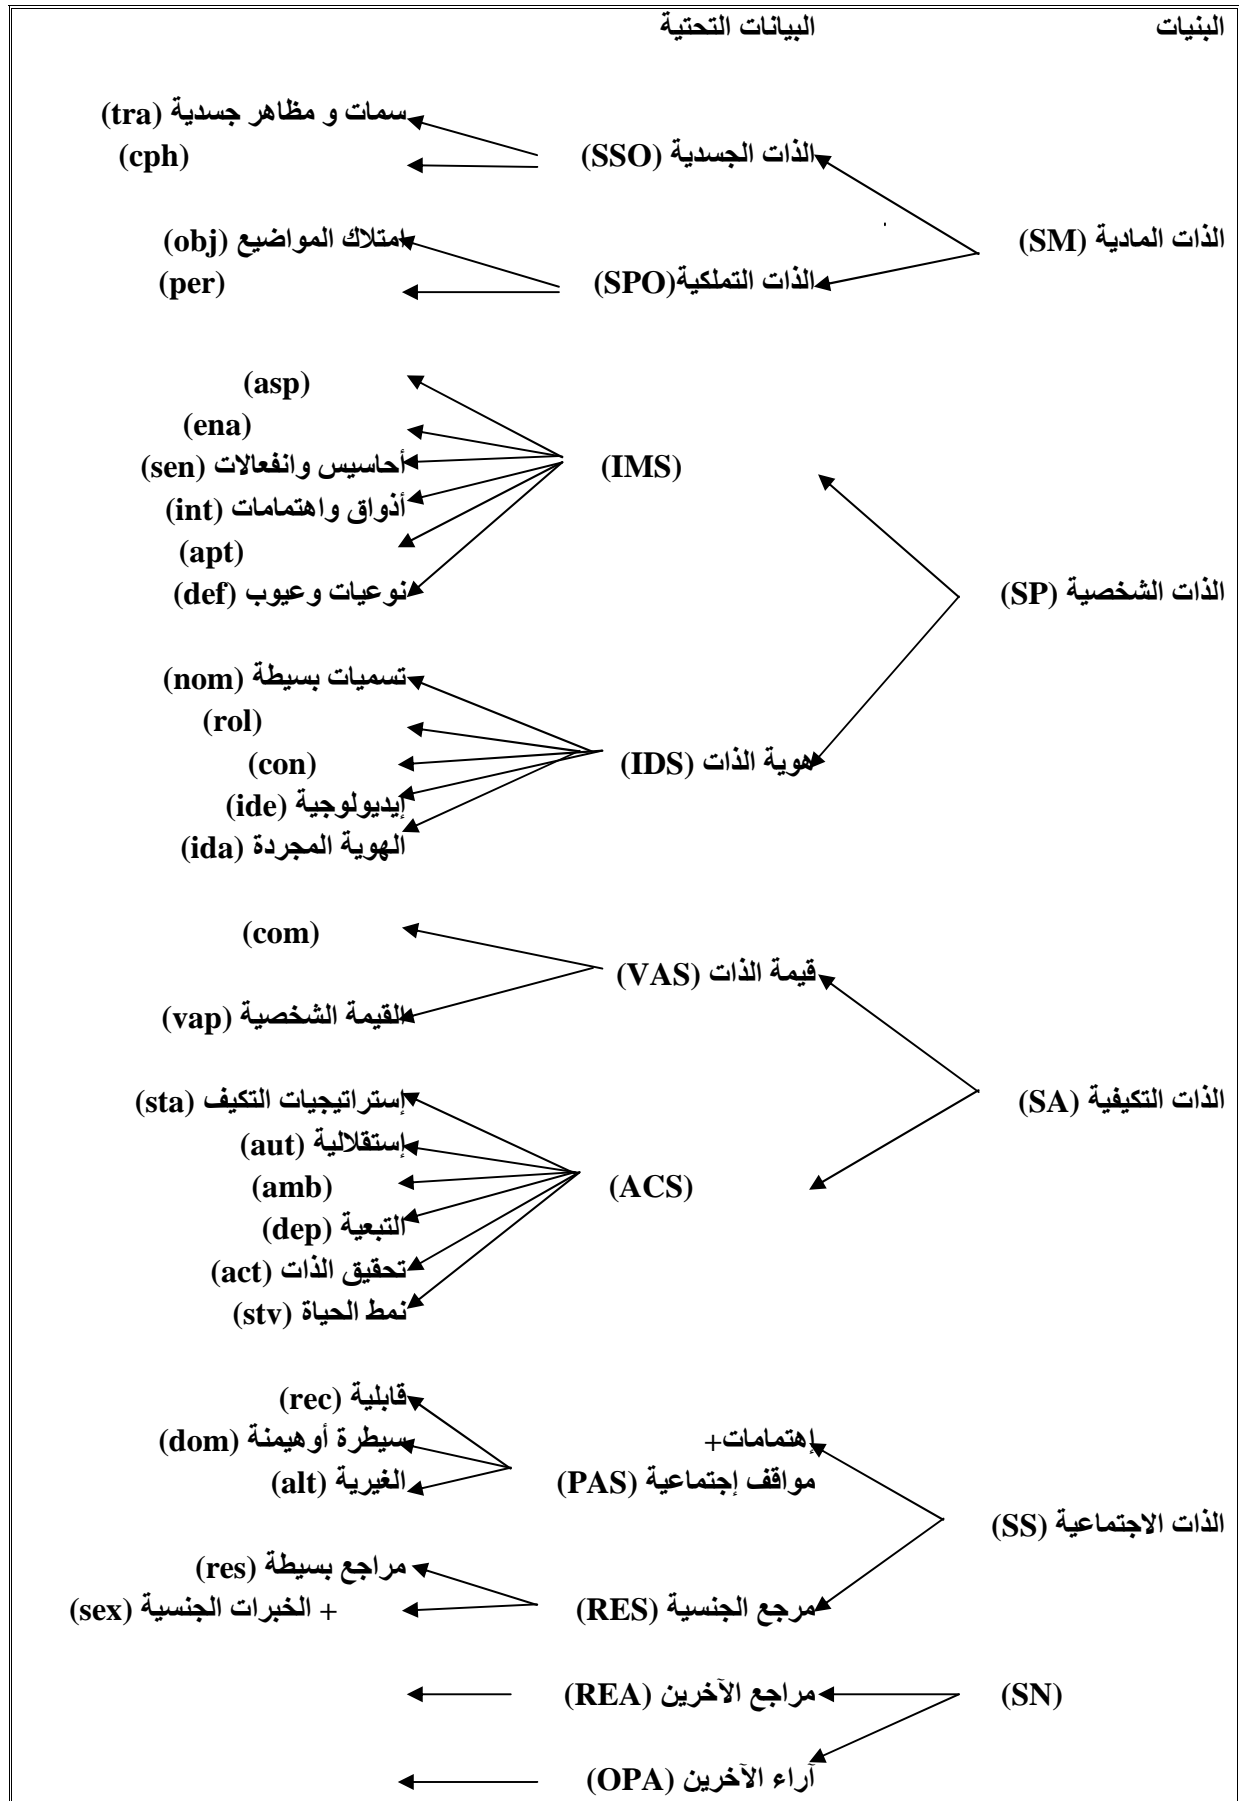 البنيات البيانات التحتية
سمات و مظاهر جسدية (tra)
الذات الجسدية (SSO) (cph)
الذات المادية (SM) امتلاك المواضيع (obj)
الذات التملكية(SPO) (per)
(asp)
(ena)
(IMS) أحاسيس وانفعالات (sen)
أذواق واهتمامات (int)
(apt)
الذات الشخصية (SP) نوعيات وعيوب (def)
تسميات بسيطة (nom)
(rol)
هوية الذات (IDS) (con)
إيديولوجية (ide)
الهوية المجردة (ida)
(com)
قيمة الذات (VAS)
القيمة الشخصية (vap)
الذات التكيفية (SA) إستراتيجيات التكيف (sta)
إستقلالية (aut)
(ACS) (amb)
التبعية (dep)
تحقيق الذات (act)
نمط الحياة (stv)
قابلية (rec)
إهتمامات+ سيطرة أوهيمنة (dom)
مواقف إجتماعية (PAS) الغيرية (alt)
الذات الاجتماعية (SS)
مراجع بسيطة (res)
مرجع الجنسية (RES) + الخبرات الجنسية (sex)
(SN) مراجع الآخرين (REA)
آراء الآخرين (OPA)